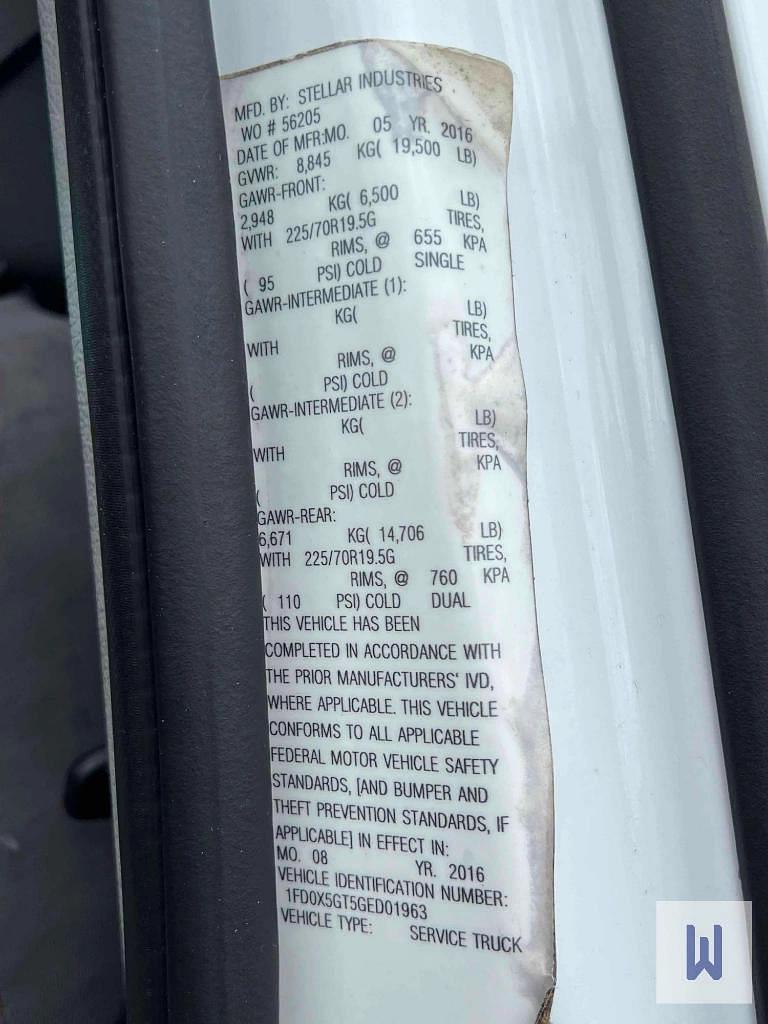 MFD. BY: STELLAR INDUSTRIES
WO # 56205
DATE OF MFR:MO. 05 YR. 2016
GVWR: 8,845 KG( 19,500 LB)
GAWR-FRONT:
2,948 KG( 6,500 LB)
WITH 225/70R19.5G TIRES,
RIMS, @ 655 KPA
( 95 PSI) COLD SINGLE
GAWR-INTERMEDIATE (1):
KG( LB)
WITH TIRES,
RIMS, @ KPA
( PSI) COLD
GAWR-INTERMEDIATE (2):
KG( LB)
WITH TIRES,
RIMS, @ KPA
( PSI) COLD
GAWR-REAR:
6,671 KG( 14,706 LB)
WITH 225/70R19.5G TIRES,
RIMS, @ 760 KPA
( 110 PSI) COLD DUAL
THIS VEHICLE HAS BEEN
COMPLETED IN ACCORDANCE WITH
THE PRIOR MANUFACTURERS' IVD,
WHERE APPLICABLE. THIS VEHICLE
CONFORMS TO ALL APPLICABLE
FEDERAL MOTOR VEHICLE SAFETY
STANDARDS, [AND BUMPER AND
THEFT PREVENTION STANDARDS, IF
APPLICABLE] IN EFFECT IN:
MO. 08 YR. 2016
VEHICLE IDENTIFICATION NUMBER:
1FD0X5GT5GED01963
VEHICLE TYPE: SERVICE TRUCK
W